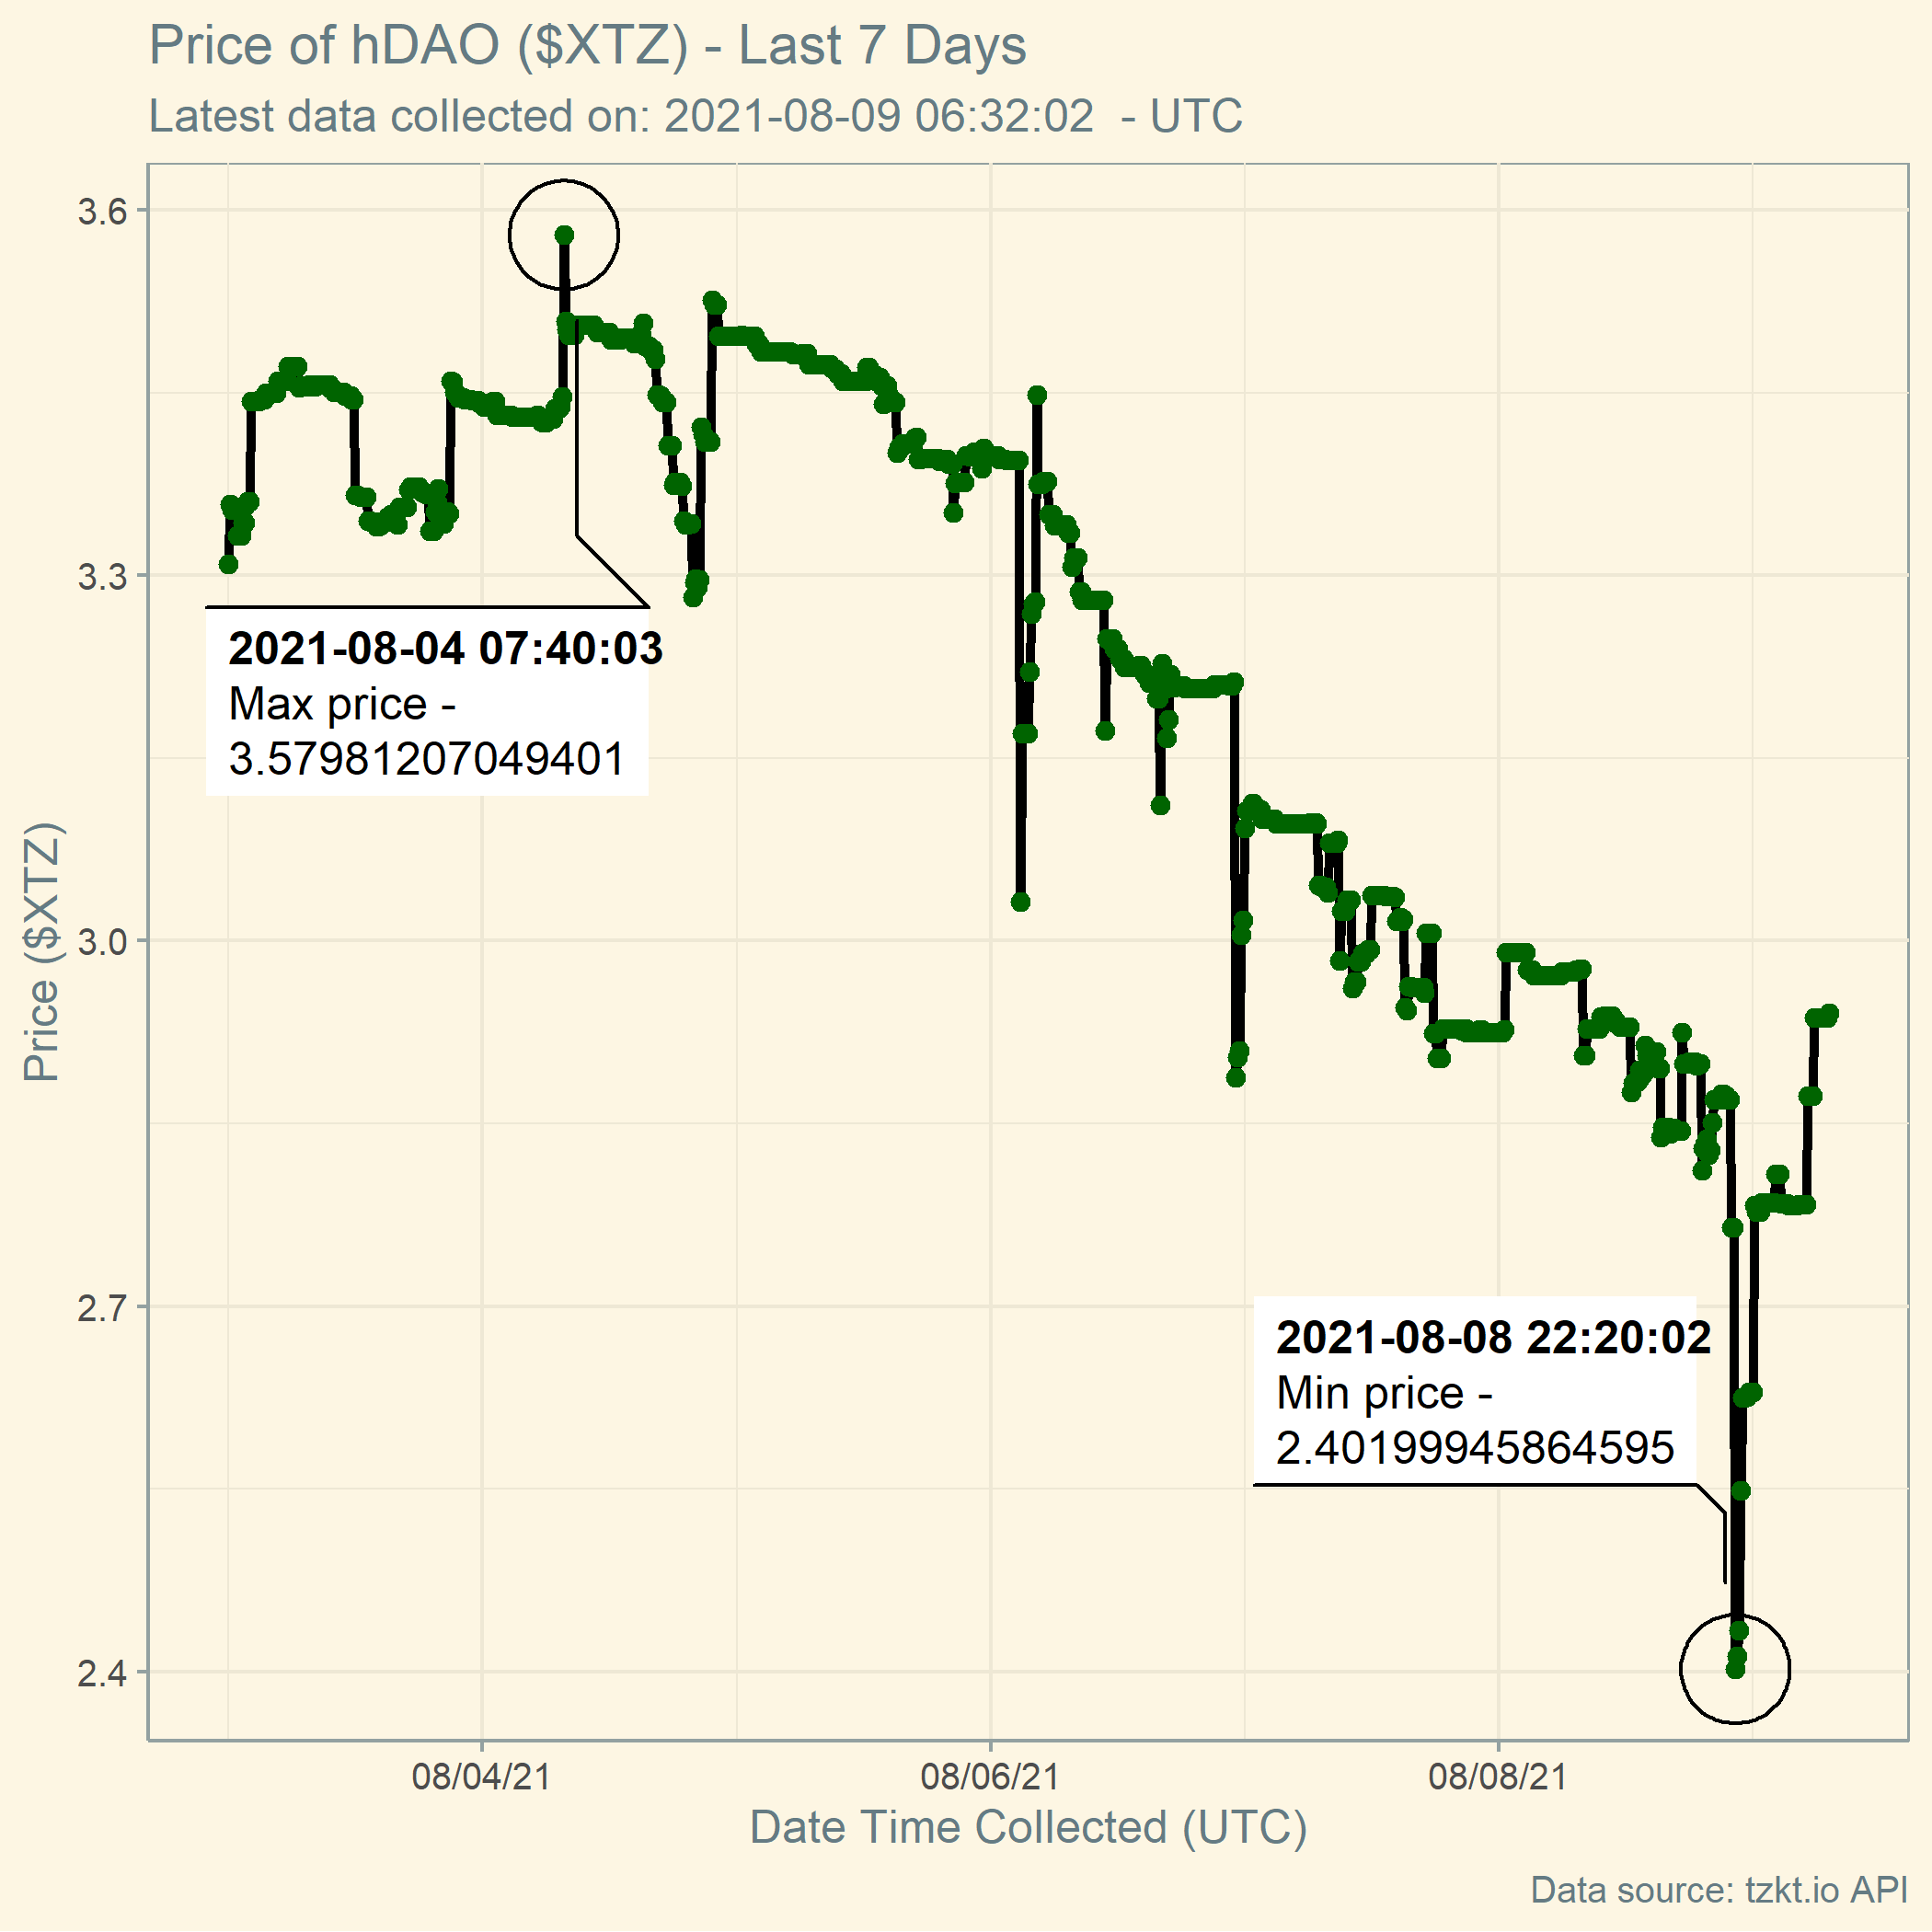 Price of hDAO ($XTZ) - Last 7 Days
Latest data collected on: 2021-08-09 06:32:02  - UTC
3.6
3.3
3.0
2.7
2.4
Price ($XTZ)
2021-08-04 07:40:03
Max price -
3.57981207049401
2021-08-08 22:20:02
Min price -
2.40199945864595
08/04/21
08/06/21
08/08/21
Date Time Collected (UTC)
Data source: tzkt.io API